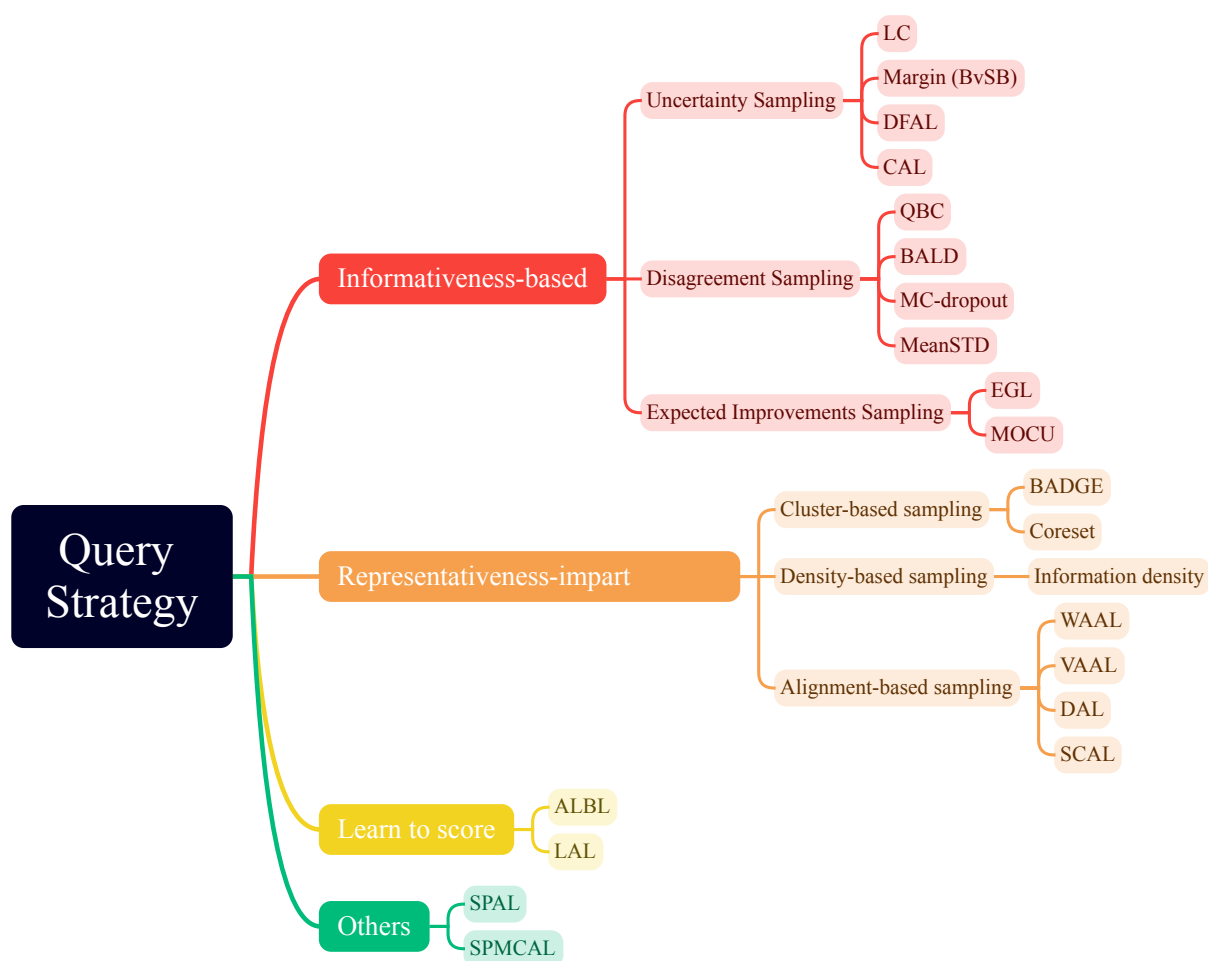 Query
Strategy
Informativeness-based
Uncertainty Sampling
LC
Margin (BvSB)
DFAL
CAL
Disagreement Sampling
QBC
BALD
MC-dropout
MeanSTD
Expected Improvements Sampling
EGL
MOCU
Representativeness-impart
Cluster-based sampling
BADGE
Coreset
Density-based sampling
Information density
Alignment-based sampling
WAAL
VAAL
DAL
SCAL
Learn to score
ALBL
LAL
Others
SPAL
SPMCAL